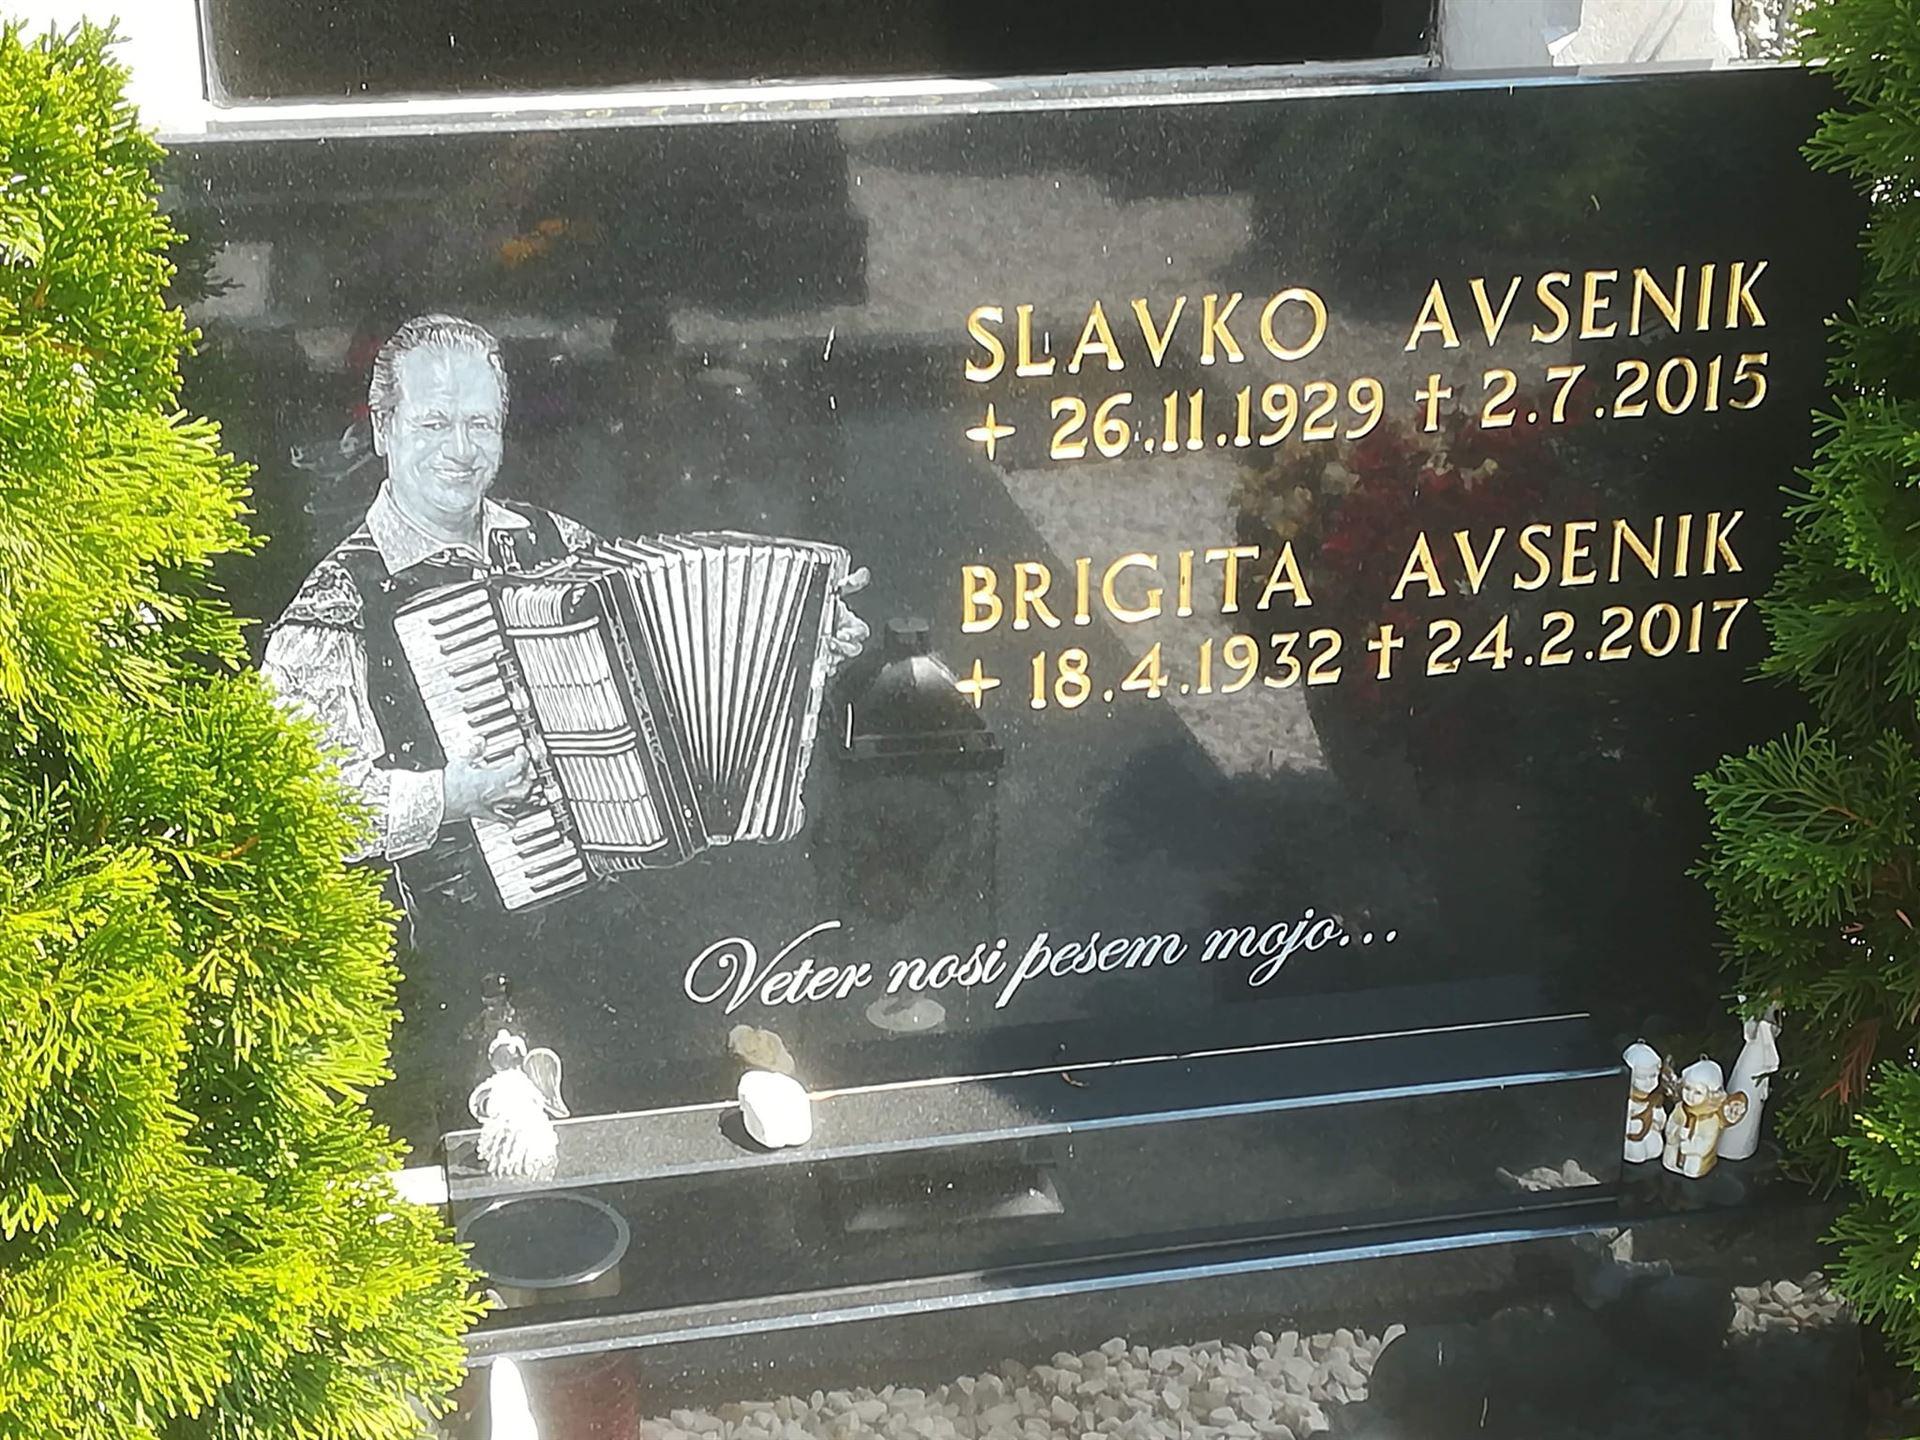 SLAVKO AVSENIK
+ 26.11.1929 † 2.7.2015
BRIGITA AVSENIK
+ 18.4.1932 † 24.2.2017
Veter nosi pesem mojo...